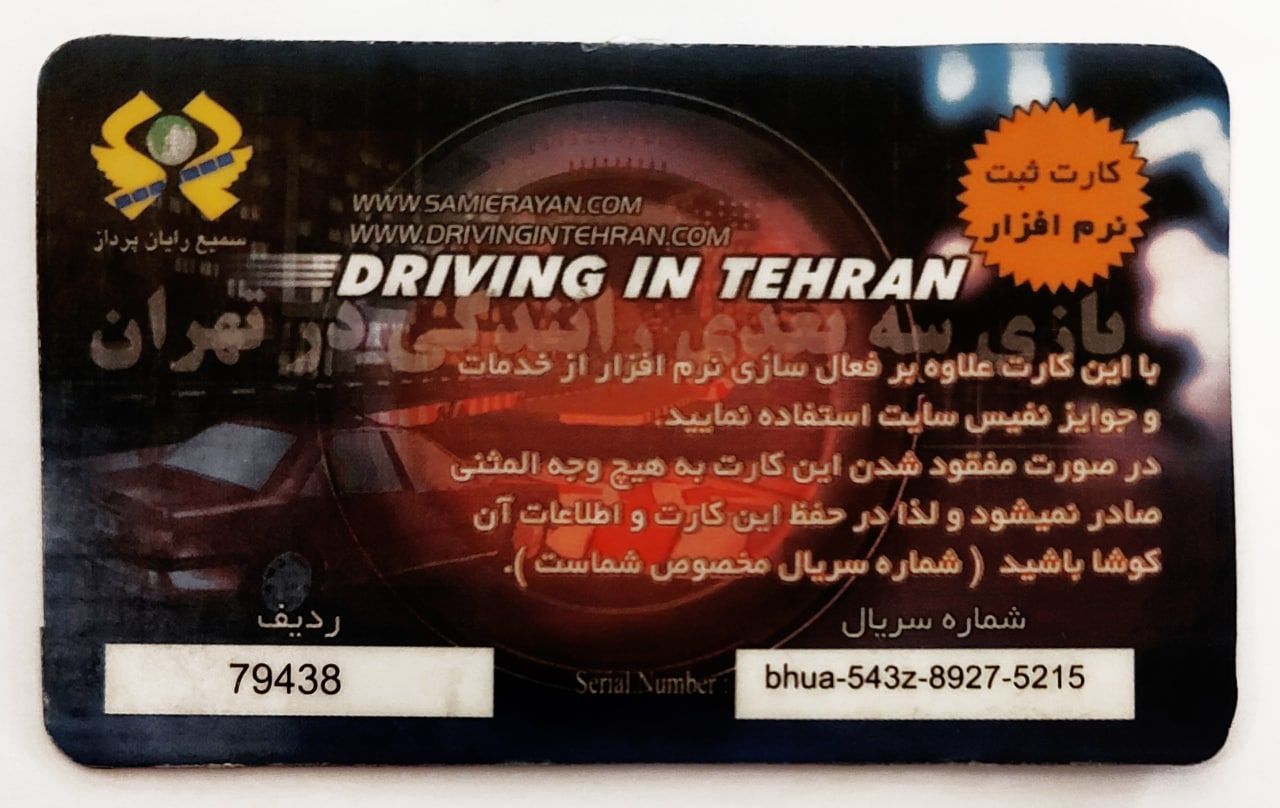 کارت ثبت
نرم افزار
سمیع رایان پرداز
WWW.SAMIERAYAN.COM
WWW.DRIVINGINTEHRAN.COM
DRIVING IN TEHRAN
بازی سه بعدی رانندگی در تهران
با این کارت علاوه بر فعال سازی نرم افزار از خدمات
و جوایز نفیس سایت استفاده نمایید.
در صورت مفقود شدن این کارت به هیچ وجه المثنی
صادر نمیشود و لذا در حفظ این کارت و اطلاعات آن
کوشا باشید ( شماره سریال مخصوص شماست ).
شماره سریال
ردیف
Serial Number :
bhua-543z-8927-5215
79438